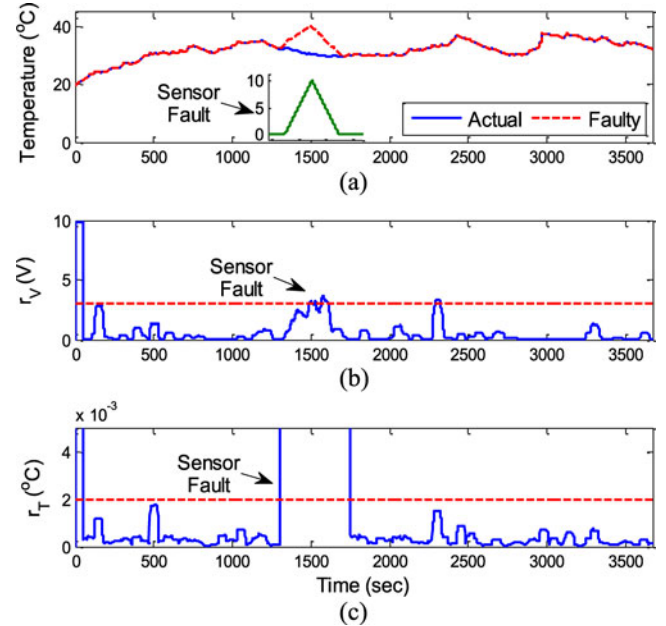 Temperature (°C)
40
20
0
Sensor
Fault
10
5
0
Actual
Faulty
0 500 1000 1500 2000 2500 3000 3500
(a)
r_V (V)
10
5
0
Sensor
Fault
0 500 1000 1500 2000 2500 3000 3500
(b)
x 10⁻³
r_T (°C)
4
2
0
Sensor
Fault
0 500 1000 1500 2000 2500 3000 3500
Time (sec)
(c)